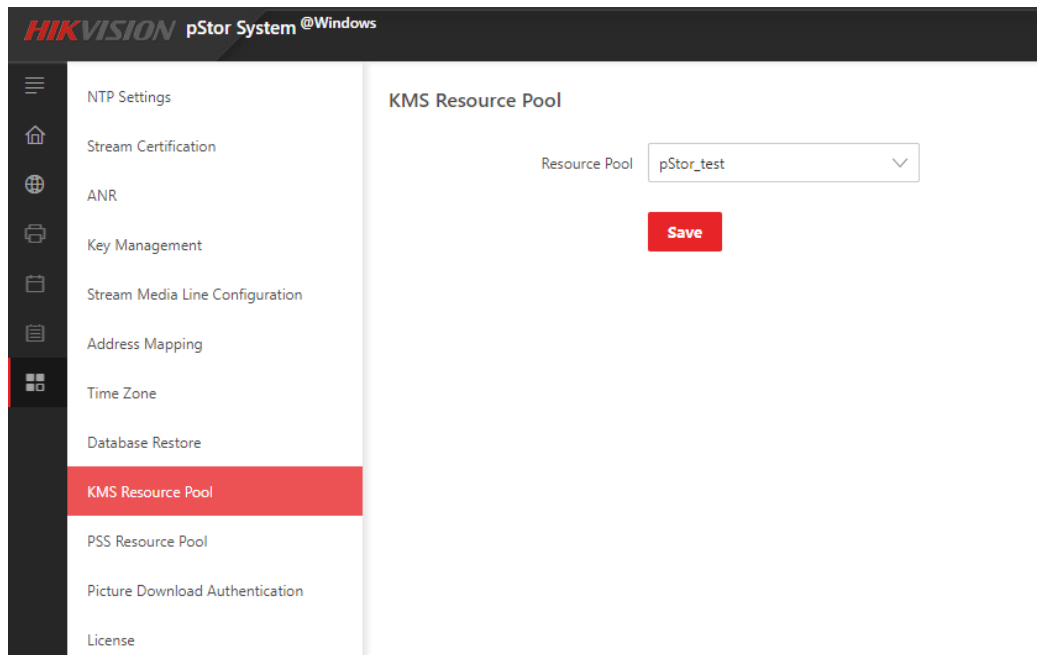 HIKVISION pStor System @Windows
NTP Settings
Stream Certification
ANR
Key Management
Stream Media Line Configuration
Address Mapping
Time Zone
Database Restore
KMS Resource Pool
PSS Resource Pool
Picture Download Authentication
License
KMS Resource Pool
Resource Pool pStor_test
Save